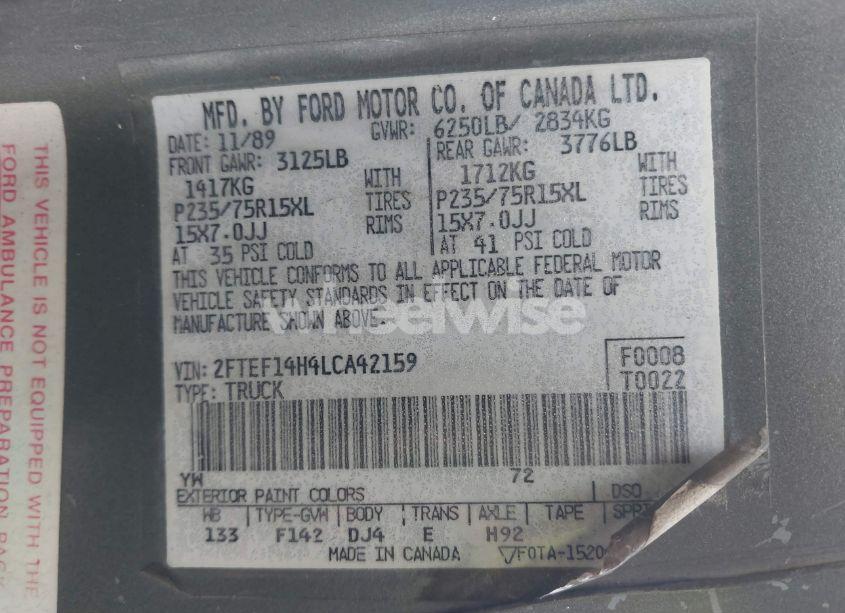 MFD. BY FORD MOTOR CO. OF CANADA LTD.
DATE: 11/89 GVWR: 6250LB/ 2834KG
FRONT GAWR: 3125LB REAR GAWR: 3776LB
1417KG WITH 1712KG WITH
P235/75R15XL TIRES P235/75R15XL TIRES
15X7.0JJ RIMS 15X7.0JJ RIMS
AT 35 PSI COLD AT 41 PSI COLD
THIS VEHICLE CONFORMS TO ALL APPLICABLE FEDERAL MOTOR
VEHICLE SAFETY STANDARDS IN EFFECT ON THE DATE OF
MANUFACTURE SHOWN ABOVE.
wheelwise
VIN: 2FTEF14H4LCA42159 F0008
TYPE: TRUCK T0022
YW 72
EXTERIOR PAINT COLORS DSO
WB TYPE-GVW BODY TRANS AXLE TAPE SPRI
133 F142 DJ4 E H92
MADE IN CANADA F0TA-1520
THIS VEHICLE IS NOT EQUIPPED WITH THE
FORD AMBULANCE PREPARATION PACK